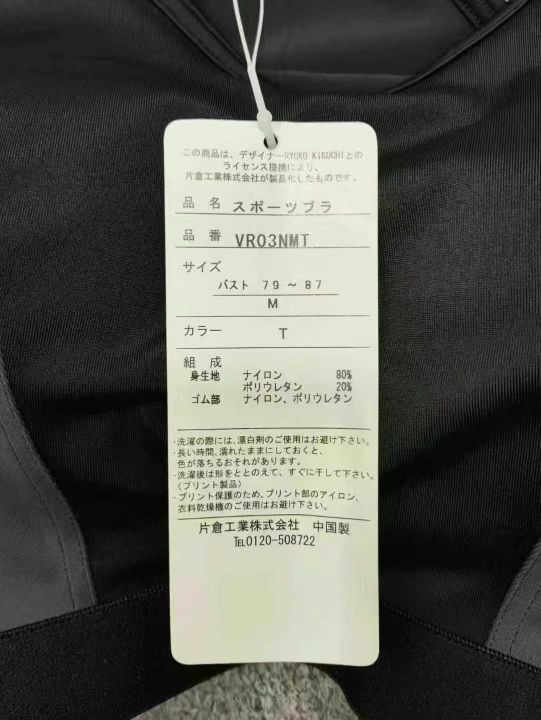 この商品は、デザイナーRYOKO KIKUCHIとの
ライセンス提携により、
片倉工業株式会社が製品化したものです。
品 名 スポーツブラ
品 番 VR03NMT
サイズ
バスト 79 ~ 87
M
カラー T
組 成
身生地 ナイロン 80%
ポリウレタン 20%
ゴム部 ナイロン、ポリウレタン
・洗濯の際には、漂白剤のご使用はお避け下さい。
・長い時間、濡れたままにしておくと、
色が落ちるおそれがあります。
・洗濯後は形をととのえて、すぐに干して下さい。
(プリント製品)
・プリント保護のため、プリント部のアイロン、
衣料乾燥機のご使用はお避け下さい。
片倉工業株式会社 中国製
℡0120-508722